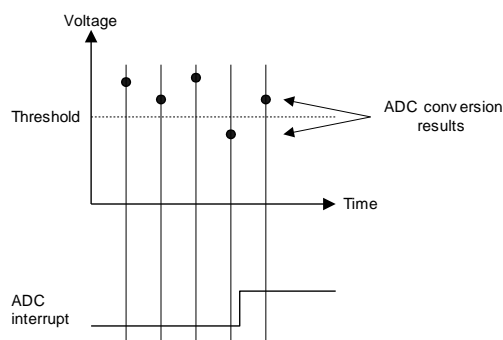 Voltage
Threshold
ADC conversion
results
Time
ADC
interrupt